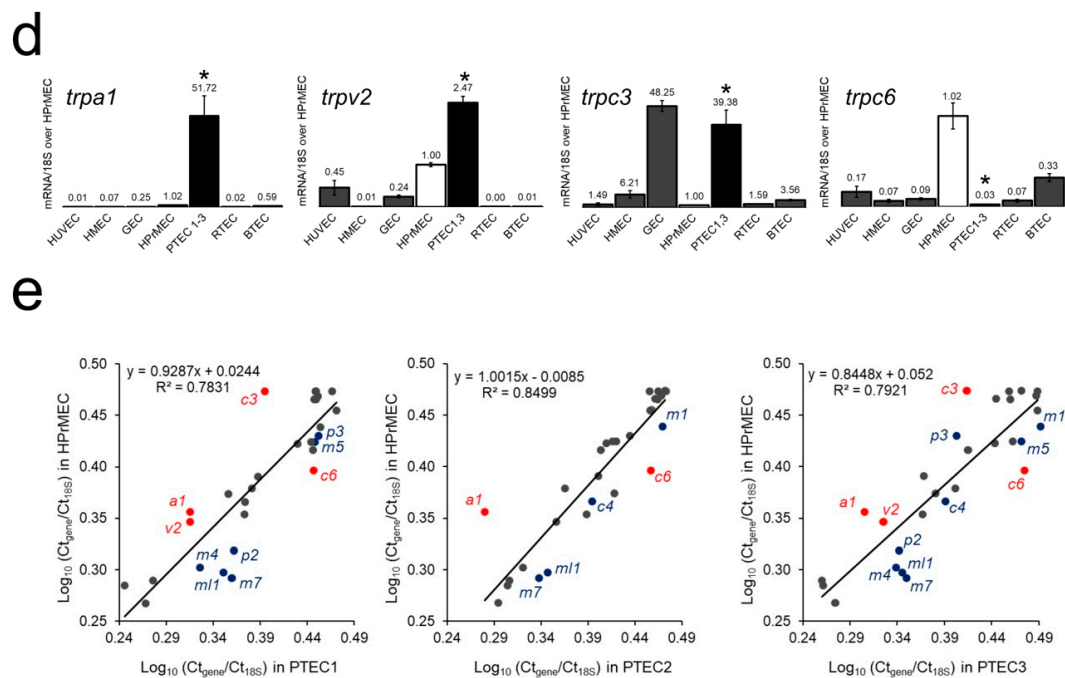 d
mRNA/18S over HPrMEC
trpa1
0.01
0.07
0.25
1.02
*
51.72
0.02
0.59
HUVEC
HMEC
GEC
HPrMEC
PTEC 1-3
RTEC
BTEC
mRNA/18S over HPrMEC
trpv2
0.45
0.01
0.24
1.00
*
2.47
0.00
0.01
HUVEC
HMEC
GEC
HPrMEC
PTEC1,3
RTEC
BTEC
mRNA/18S over HPrMEC
trpc3
1.49
6.21
48.25
1.00
*
39.38
1.59
3.56
HUVEC
HMEC
GEC
HPrMEC
PTEC1,3
RTEC
BTEC
mRNA/18S over HPrMEC
trpc6
0.17
0.07
0.09
1.02
*
0.03
0.07
0.33
HUVEC
HMEC
GEC
HPrMEC
PTEC1-3
RTEC
BTEC
e
Log10 (Ctgene/Ct18S) in HPrMEC
0.50
0.45
0.40
0.35
0.30
0.25
y = 0.9287x + 0.0244
R² = 0.7831
c3
p3
m5
c6
a1
v2
m4
p2
ml1
m7
0.24 0.29 0.34 0.39 0.44 0.49
Log10 (Ctgene/Ct18S) in PTEC1
Log10 (Ctgene/Ct18S) in HPrMEC
0.50
0.45
0.40
0.35
0.30
0.25
y = 1.0015x - 0.0085
R² = 0.8499
m1
c6
a1
c4
ml1
m7
0.24 0.29 0.34 0.39 0.44 0.49
Log10 (Ctgene/Ct18S) in PTEC2
Log10 (Ctgene/Ct18S) in HPrMEC
0.50
0.45
0.40
0.35
0.30
0.25
y = 0.8448x + 0.052
R² = 0.7921
c3
m1
p3
m5
c6
a1
v2
c4
p2
m4
ml1
m7
0.24 0.29 0.34 0.39 0.44 0.49
Log10 (Ctgene/Ct18S) in PTEC3